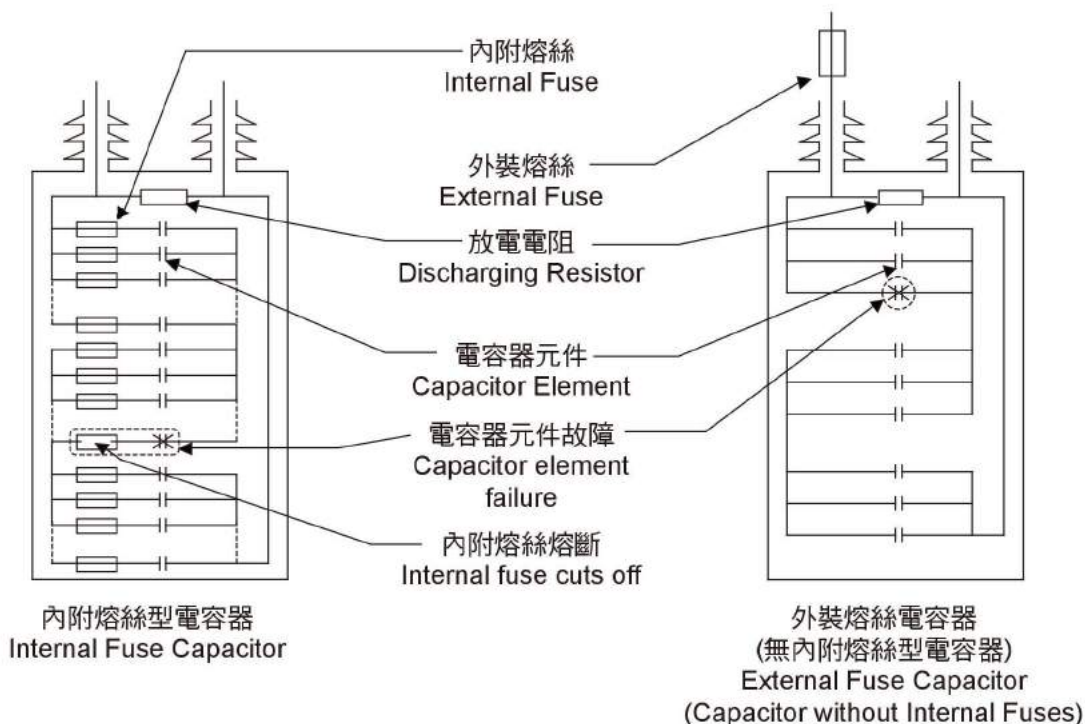 內附熔絲
Internal Fuse
外裝熔絲
External Fuse
放電電阻
Discharging Resistor
電容器元件
Capacitor Element
電容器元件故障
Capacitor element
failure
內附熔絲熔斷
Internal fuse cuts off
內附熔絲型電容器
Internal Fuse Capacitor
外裝熔絲電容器
(無內附熔絲型電容器)
External Fuse Capacitor
(Capacitor without Internal Fuses)